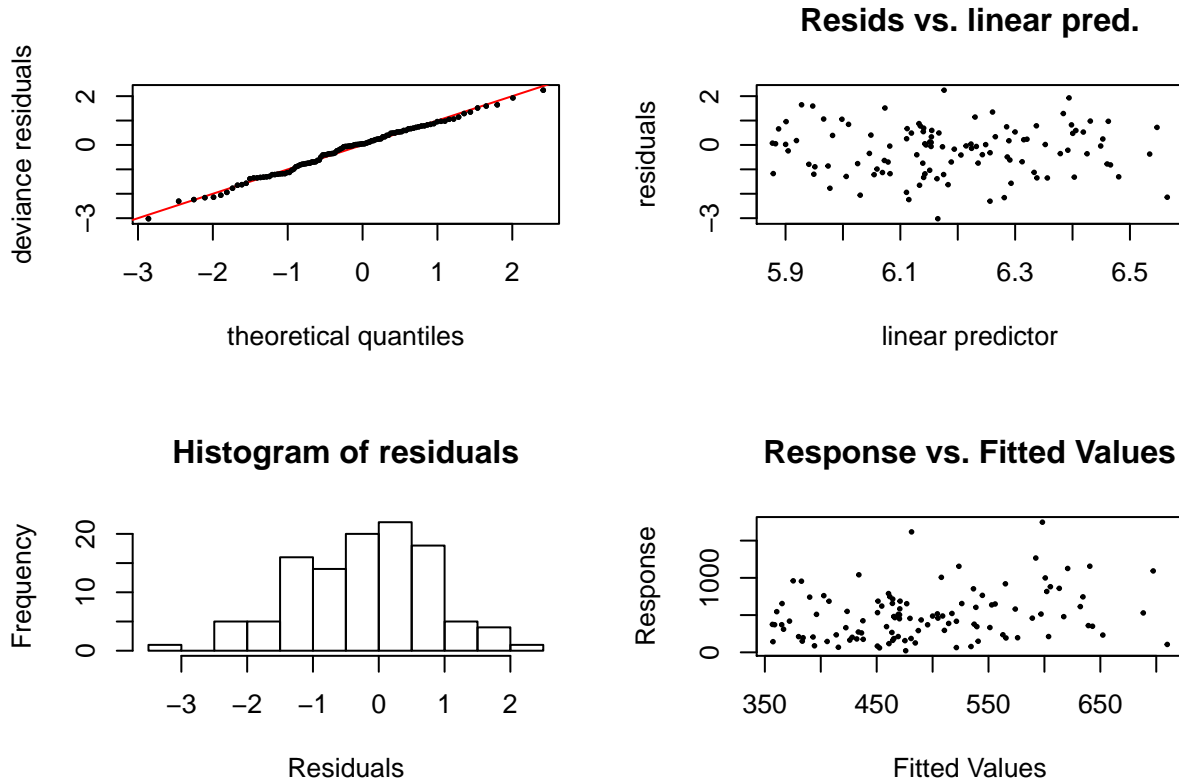 deviance residuals
2
0
−3
−3 −2 −1 0 1 2
theoretical quantiles
Resids vs. linear pred.
residuals
2
0
−3
5.9 6.1 6.3 6.5
linear predictor
Histogram of residuals
Frequency
20
10
0
−3 −2 −1 0 1 2
Residuals
Response vs. Fitted Values
Response
1000
0
350 450 550 650
Fitted Values